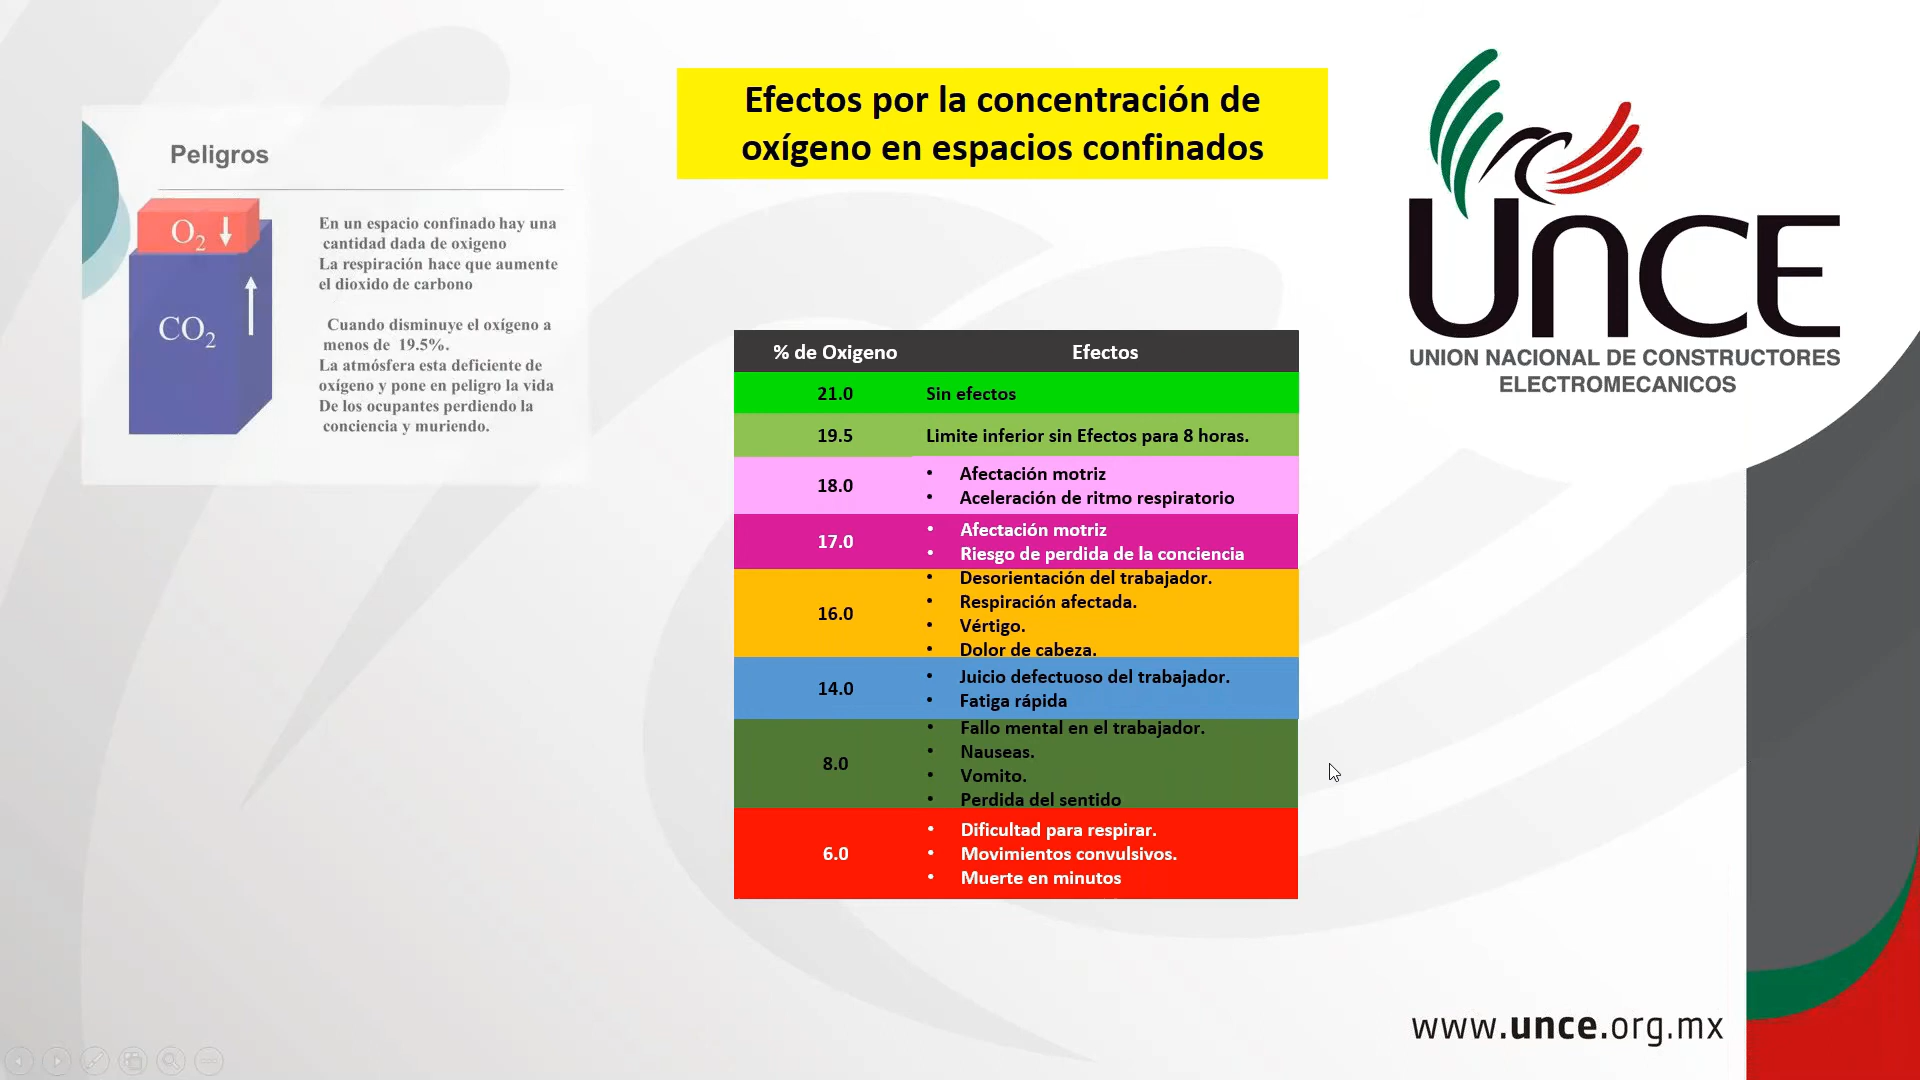 Efectos por la concentración de
oxígeno en espacios confinados
Peligros
O2
CO2
En un espacio confinado hay una
cantidad dada de oxigeno
La respiración hace que aumente
el dioxido de carbono
Cuando disminuye el oxígeno a
menos de 19.5%.
La atmósfera esta deficiente de
oxígeno y pone en peligro la vida
De los ocupantes perdiendo la
conciencia y muriendo.
% de Oxigeno Efectos
21.0 Sin efectos
19.5 Limite inferior sin Efectos para 8 horas.
18.0
• Afectación motriz
• Aceleración de ritmo respiratorio
17.0
• Afectación motriz
• Riesgo de perdida de la conciencia
16.0
• Desorientación del trabajador.
• Respiración afectada.
• Vértigo.
• Dolor de cabeza.
14.0
• Juicio defectuoso del trabajador.
• Fatiga rápida
8.0
• Fallo mental en el trabajador.
• Nauseas.
• Vomito.
• Perdida del sentido
6.0
• Dificultad para respirar.
• Movimientos convulsivos.
• Muerte en minutos
UNCE
UNION NACIONAL DE CONSTRUCTORES
ELECTROMECANICOS
www.unce.org.mx